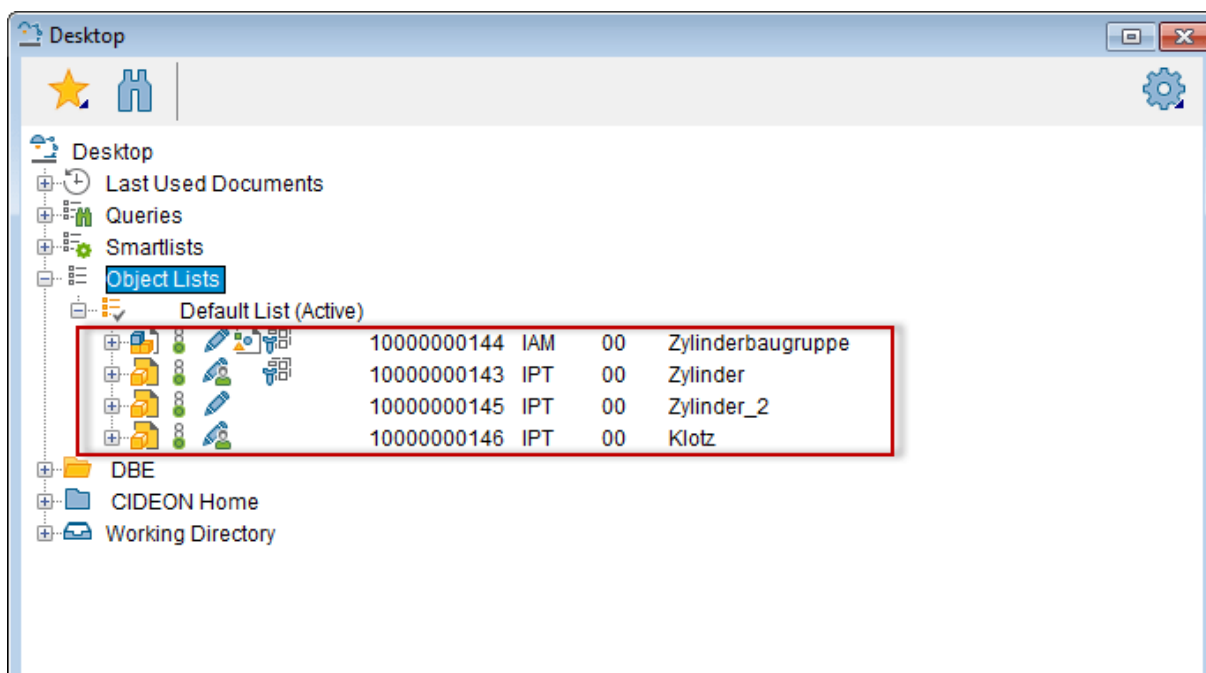 Desktop
Desktop
Last Used Documents
Queries
Smartlists
Object Lists
Default List (Active)
10000000144 IAM 00 Zylinderbaugruppe
10000000143 IPT 00 Zylinder
10000000145 IPT 00 Zylinder_2
10000000146 IPT 00 Klotz
DBE
CIDEON Home
Working Directory